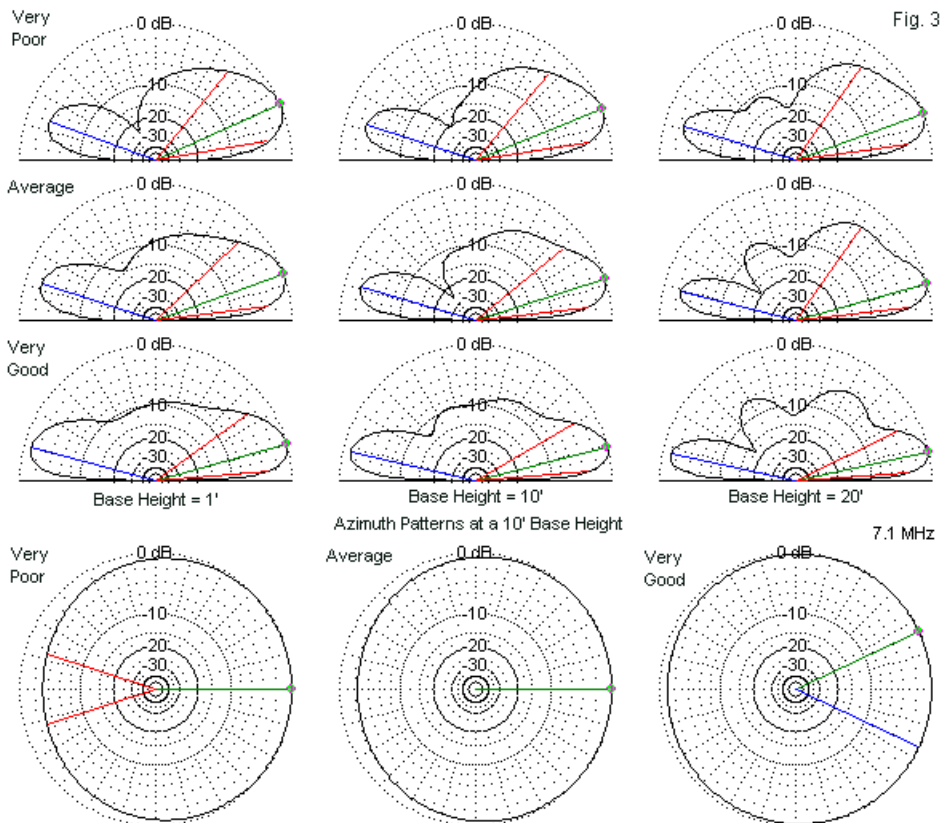 Very
Poor
0 dB
Fig. 3
0 dB
0 dB
10
20
30
10
20
30
10
20
30
Average
0 dB
0 dB
0 dB
10
20
30
10
20
30
10
20
30
Very
Good
0 dB
0 dB
0 dB
10
20
30
10
20
30
10
20
30
Base Height = 1'
Base Height = 10'
Base Height = 20'
Azimuth Patterns at a 10' Base Height
7.1 MHz
Very
Poor
0 dB
10
20
30
Average
0 dB
10
20
30
Very
Good
0 dB
10
20
30